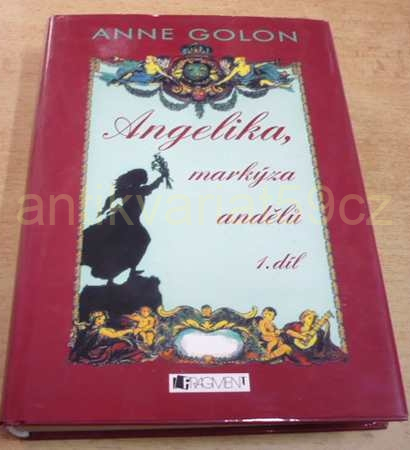 ANNE GOLON
Angelika,
markýza
andělů
1. díl
FRAGMENT